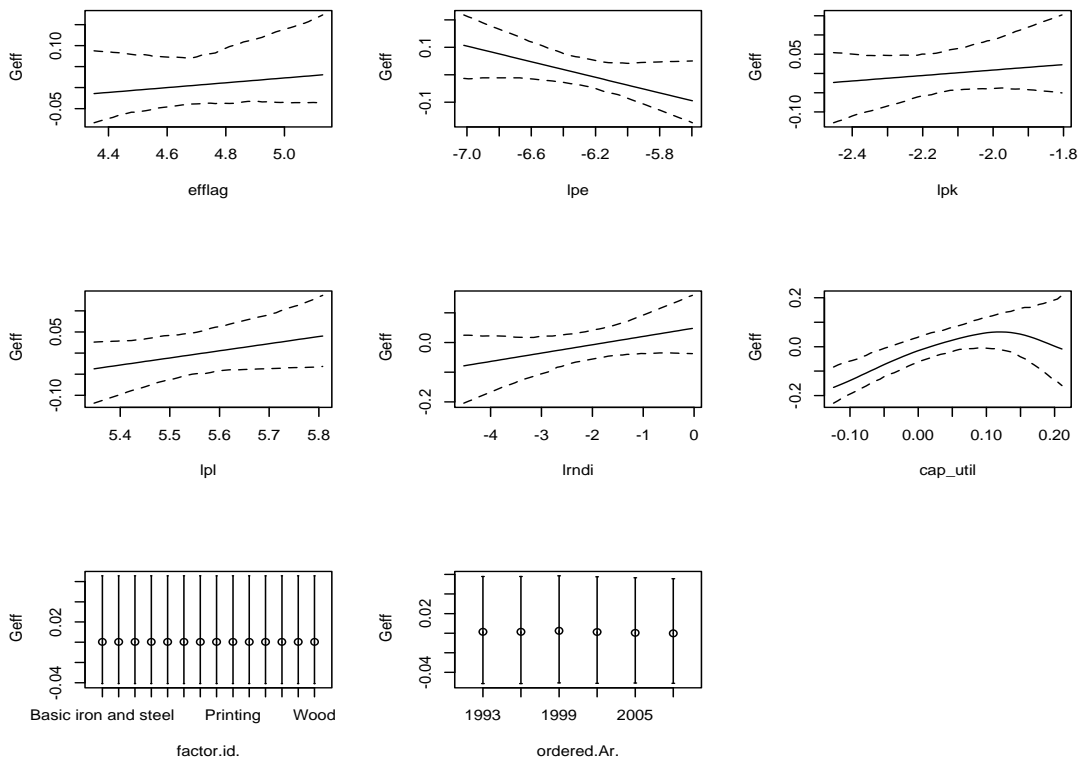 Geff
0.10
-0.05
4.4 4.6 4.8 5.0
efflag
Geff
0.1
-0.1
-7.0 -6.6 -6.2 -5.8
lpe
Geff
0.05
-0.10
-2.4 -2.2 -2.0 -1.8
lpk
Geff
0.05
-0.10
5.4 5.5 5.6 5.7 5.8
lpl
Geff
0.0
-0.2
-4 -3 -2 -1 0
lrndi
Geff
0.2
0.0
-0.2
-0.10 0.00 0.10 0.20
cap_util
Geff
0.02
-0.04
Basic iron and steel Printing Wood
factor.id.
Geff
0.02
-0.04
1993 1999 2005
ordered.Ar.